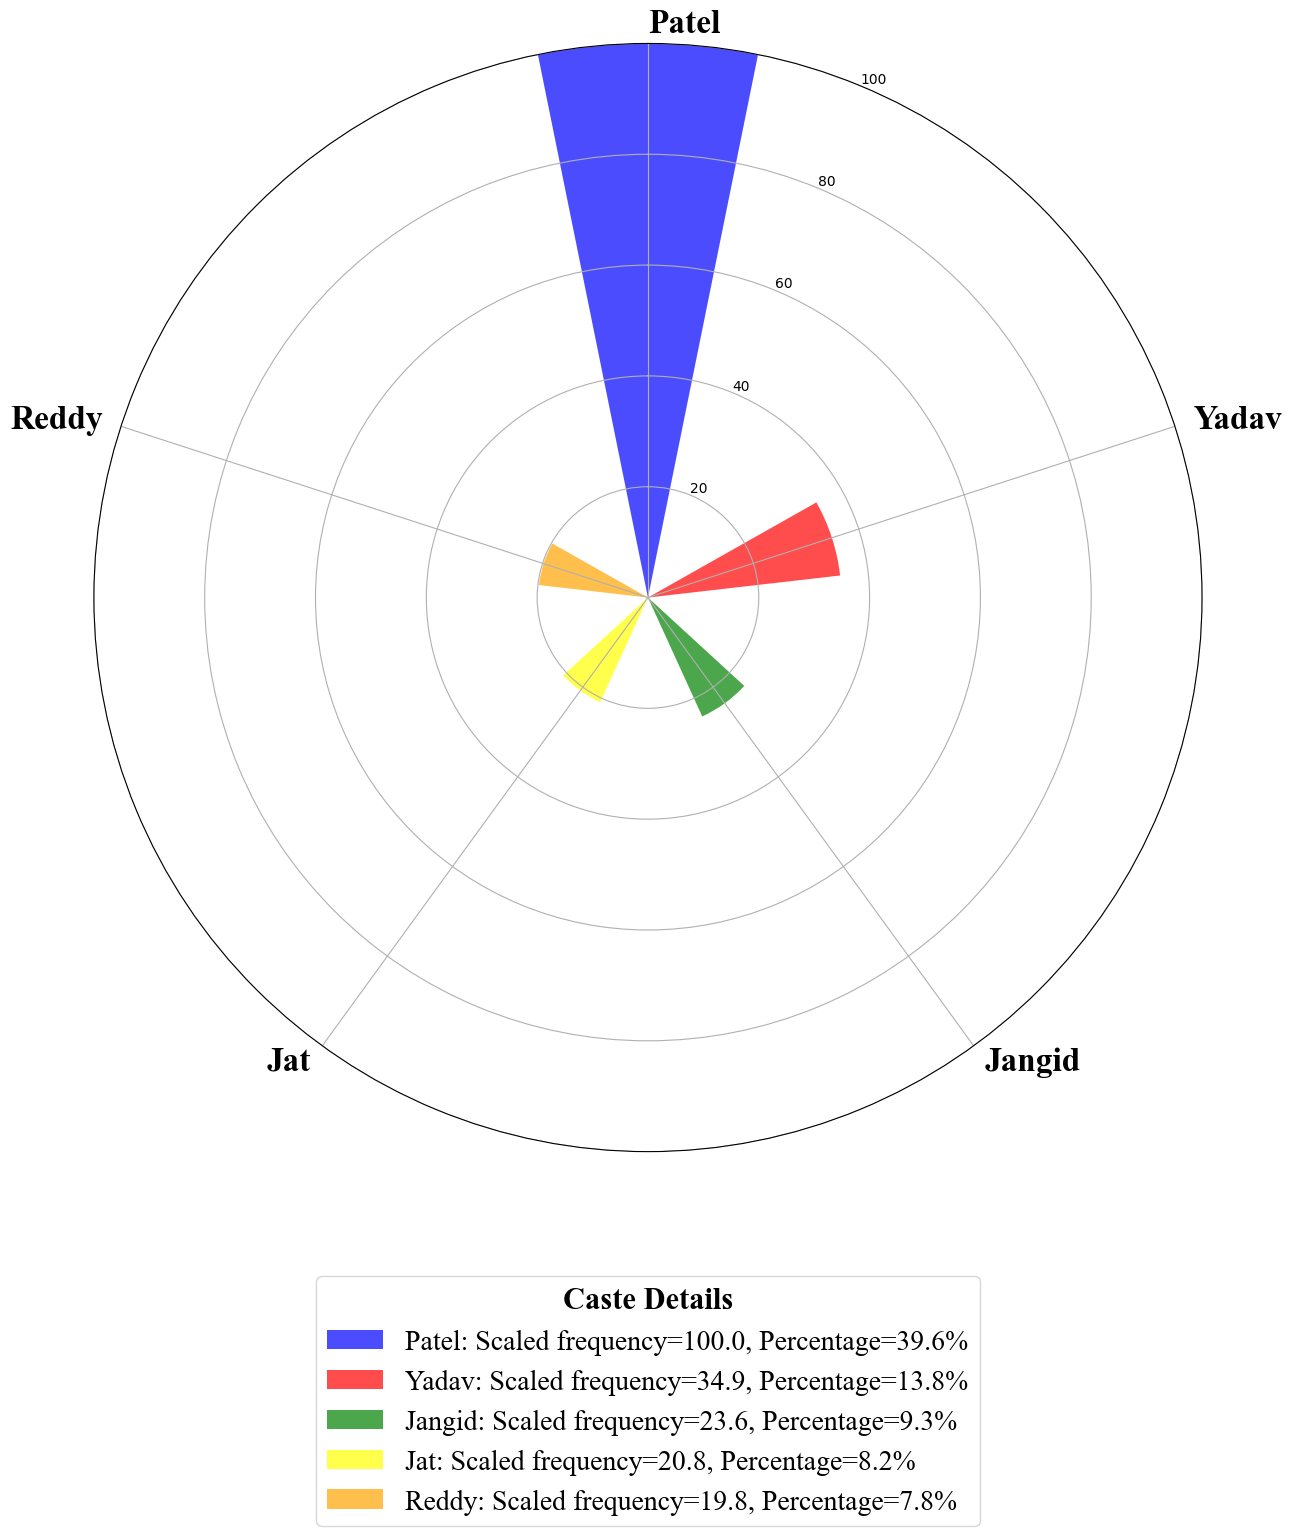 Patel
100
80
60
40
20
Reddy
Yadav
Jat
Jangid
Caste Details
Patel: Scaled frequency=100.0, Percentage=39.6%
Yadav: Scaled frequency=34.9, Percentage=13.8%
Jangid: Scaled frequency=23.6, Percentage=9.3%
Jat: Scaled frequency=20.8, Percentage=8.2%
Reddy: Scaled frequency=19.8, Percentage=7.8%